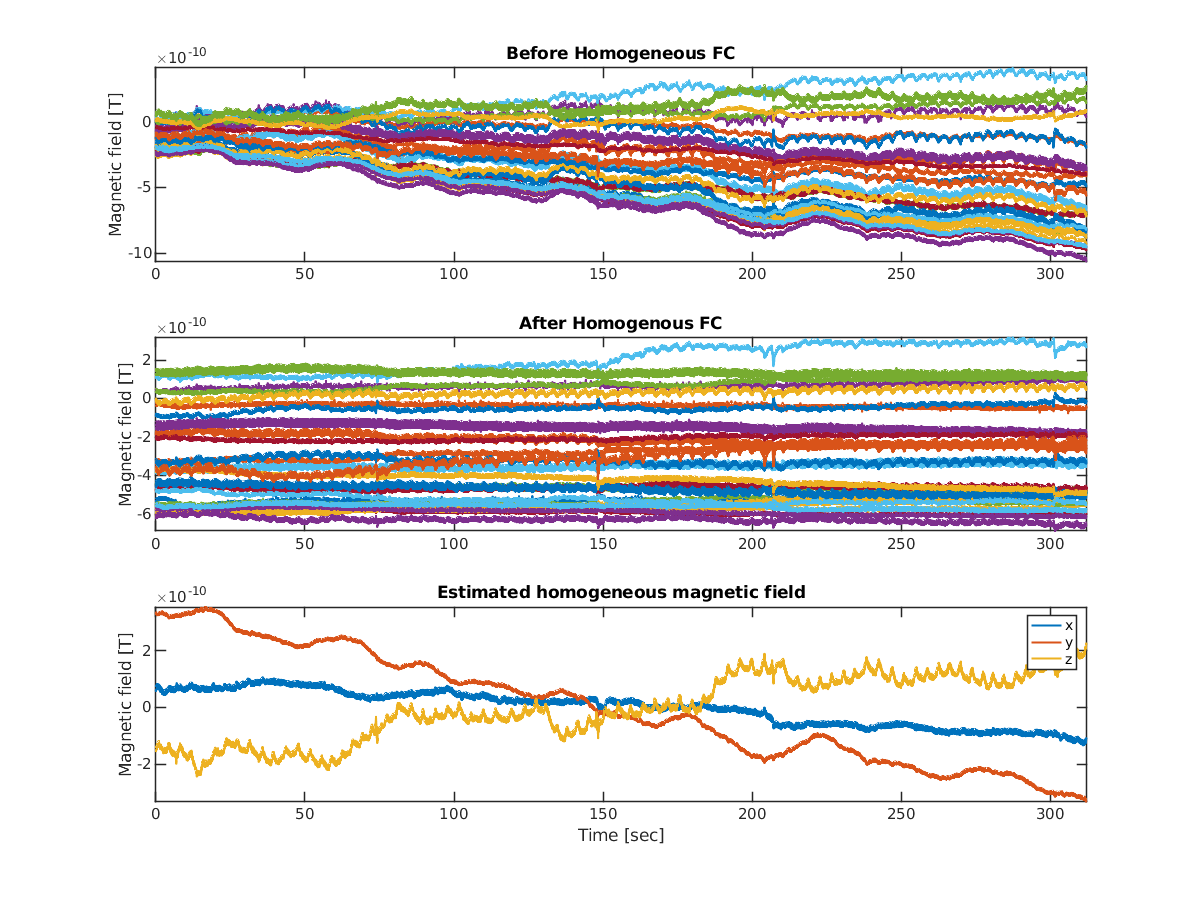 Before Homogeneous FC
×10-10
Magnetic field [T]
0
-5
-10
0 50 100 150 200 250 300
After Homogenous FC
×10-10
Magnetic field [T]
2
0
-2
-4
-6
0 50 100 150 200 250 300
Estimated homogeneous magnetic field
×10-10
Magnetic field [T]
2
0
-2
x
y
z
0 50 100 150 200 250 300
Time [sec]